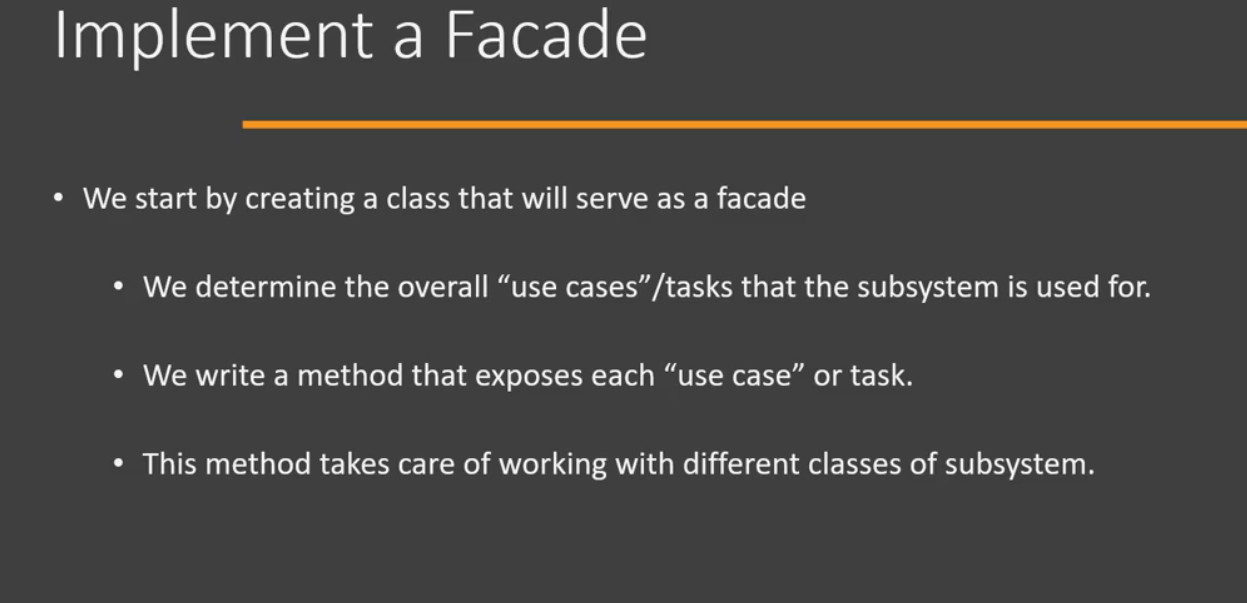 Implement a Facade
• We start by creating a class that will serve as a facade
• We determine the overall “use cases”/tasks that the subsystem is used for.
• We write a method that exposes each “use case” or task.
• This method takes care of working with different classes of subsystem.